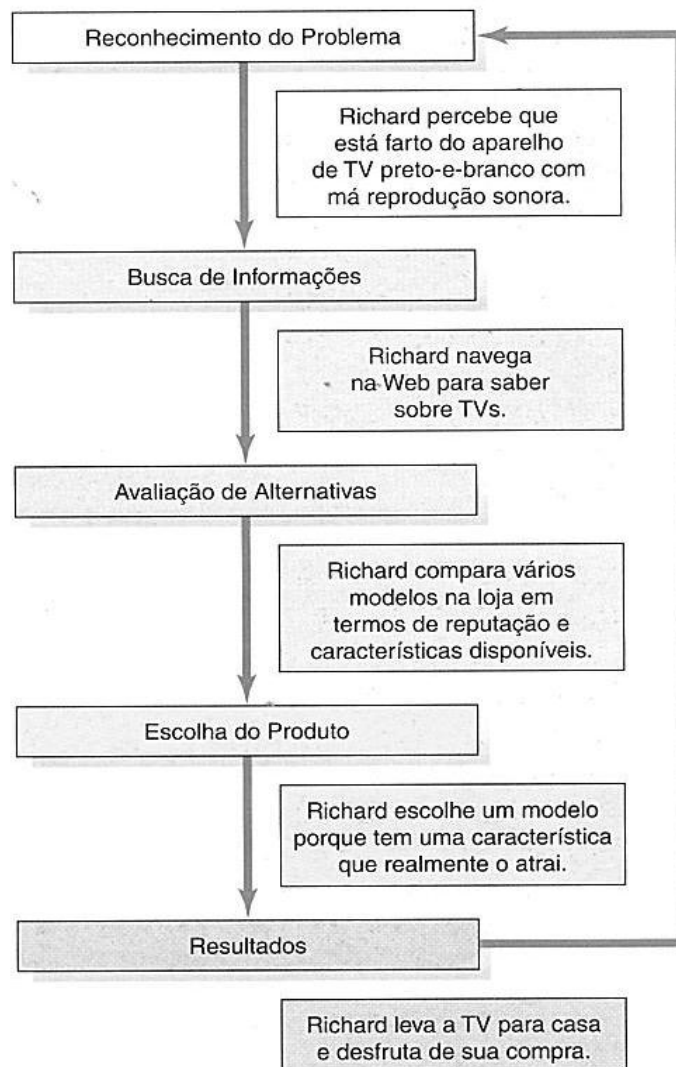 Reconhecimento do Problema
Richard percebe que
está farto do aparelho
de TV preto-e-branco com
má reprodução sonora.
Busca de Informações
Richard navega
na Web para saber
sobre TVs.
Avaliação de Alternativas
Richard compara vários
modelos na loja em
termos de reputação e
características disponíveis.
Escolha do Produto
Richard escolhe um modelo
porque tem uma característica
que realmente o atrai.
Resultados
Richard leva a TV para casa
e desfruta de sua compra.